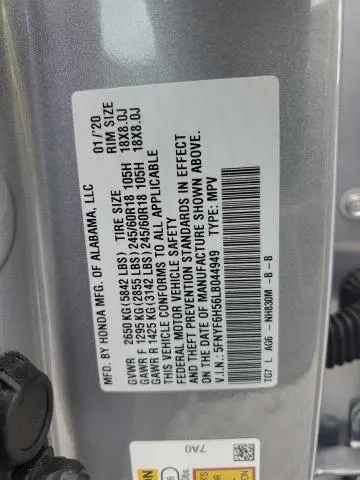 MFD. BY HONDA MFG. OF ALABAMA, LLC 01/'20
GVWR 2650 KG(5842 LBS) TIRE SIZE RIM SIZE
GAWR F 1295 KG(2855 LBS)245/60R18 105H 18X8.0J
GAWR R 1425 KG(3142 LBS)245/60R18 105H 18X8.0J
THIS VEHICLE CONFORMS TO ALL APPLICABLE
FEDERAL MOTOR VEHICLE SAFETY
AND THEFT PREVENTION STANDARDS IN EFFECT
ON THE DATE OF MANUFACTURE SHOWN ABOVE.
V.I.N.: 5FNYF6H56LB044949 TYPE: MPV
TG7 L AG6 -NH830M -B -B
7A0